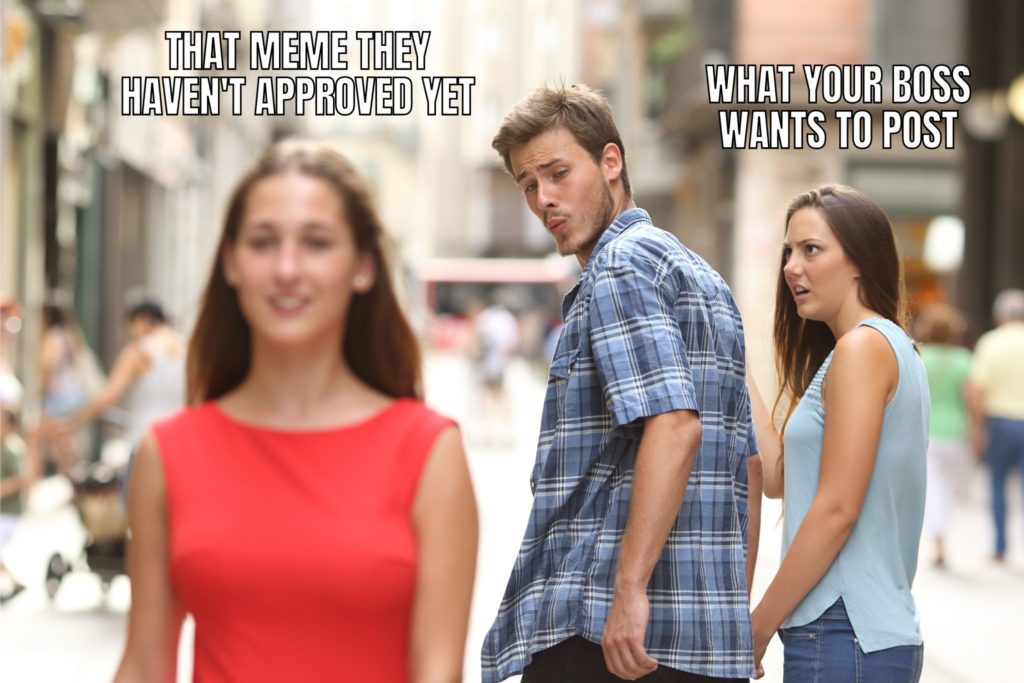 THAT MEME THEY
HAVEN'T APPROVED YET
WHAT YOUR BOSS
WANTS TO POST